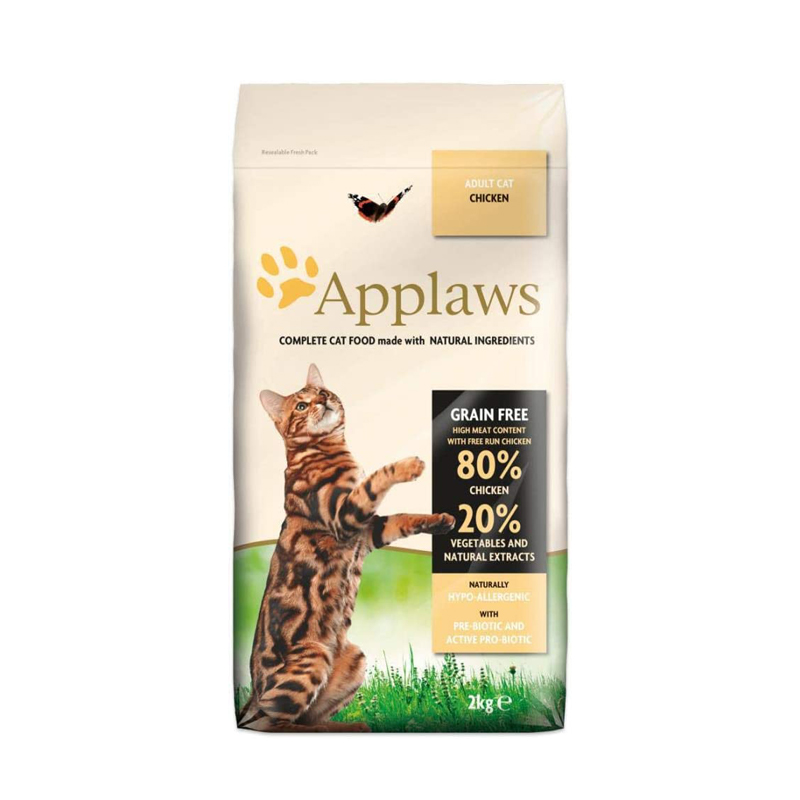 Resealable Fresh Pack
ADULT CAT
CHICKEN
Applaws
COMPLETE CAT FOOD made with NATURAL INGREDIENTS
GRAIN FREE
HIGH MEAT CONTENT
WITH FREE RUN CHICKEN
80%
CHICKEN
20%
VEGETABLES AND
NATURAL EXTRACTS
NATURALLY
HYPO-ALLERGENIC
WITH
PRE-BIOTIC AND
ACTIVE PRO-BIOTIC
2kg ℮